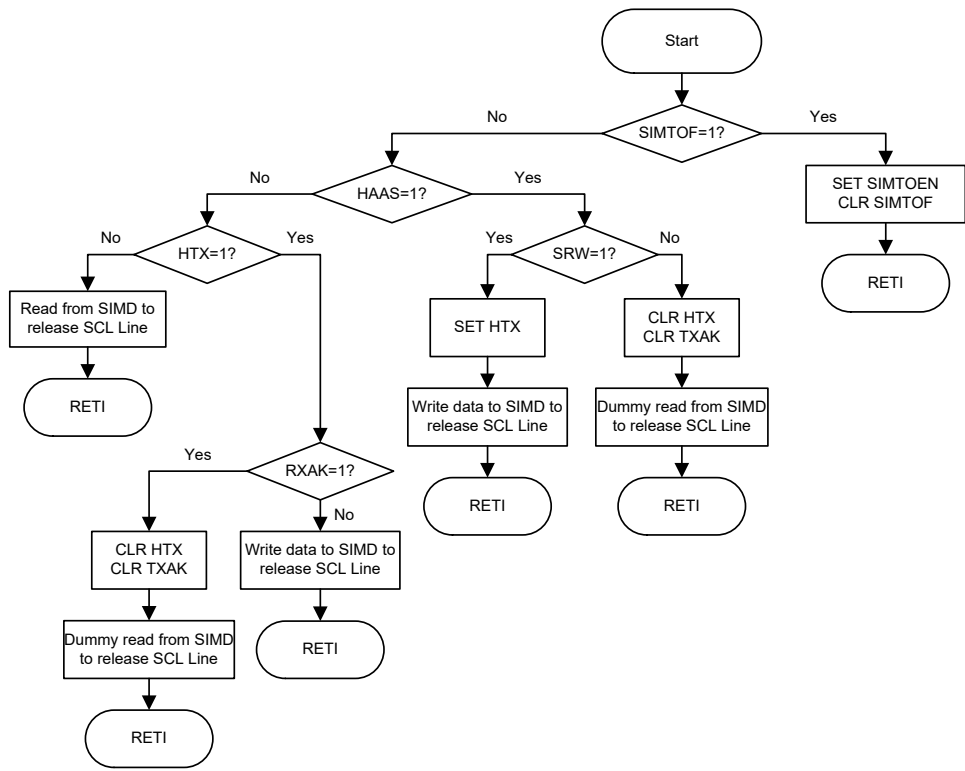 Start
No
SIMTOF=1?
Yes
No
HAAS=1?
Yes
SET SIMTOEN
CLR SIMTOF
No
HTX=1?
Yes
Yes
SRW=1?
No
RETI
Read from SIMD to
release SCL Line
SET HTX
CLR HTX
CLR TXAK
RETI
Write data to SIMD to
release SCL Line
Dummy read from SIMD
to release SCL Line
Yes
RXAK=1?
No
RETI
RETI
CLR HTX
CLR TXAK
Write data to SIMD to
release SCL Line
Dummy read from SIMD
to release SCL Line
RETI
RETI